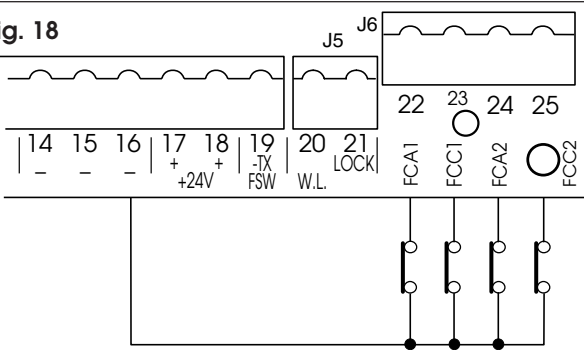 ig. 18
J5
J6
14 15 16 17 18 19 20 21 22 23 24 25
– – – + + -TX LOCK
+24V FSW W.L.
FCA1 FCC1 FCA2 FCC2